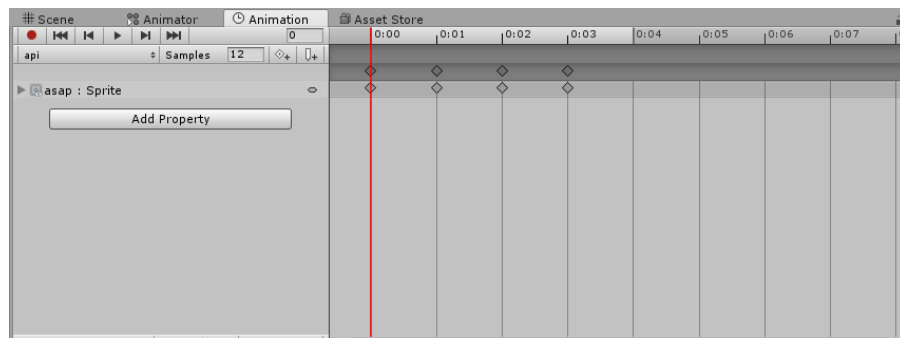 Scene Animator Animation Asset Store
0 0:00 0:01 0:02 0:03 0:04 0:05 0:06 0:07
api Samples 12
asap : Sprite
Add Property